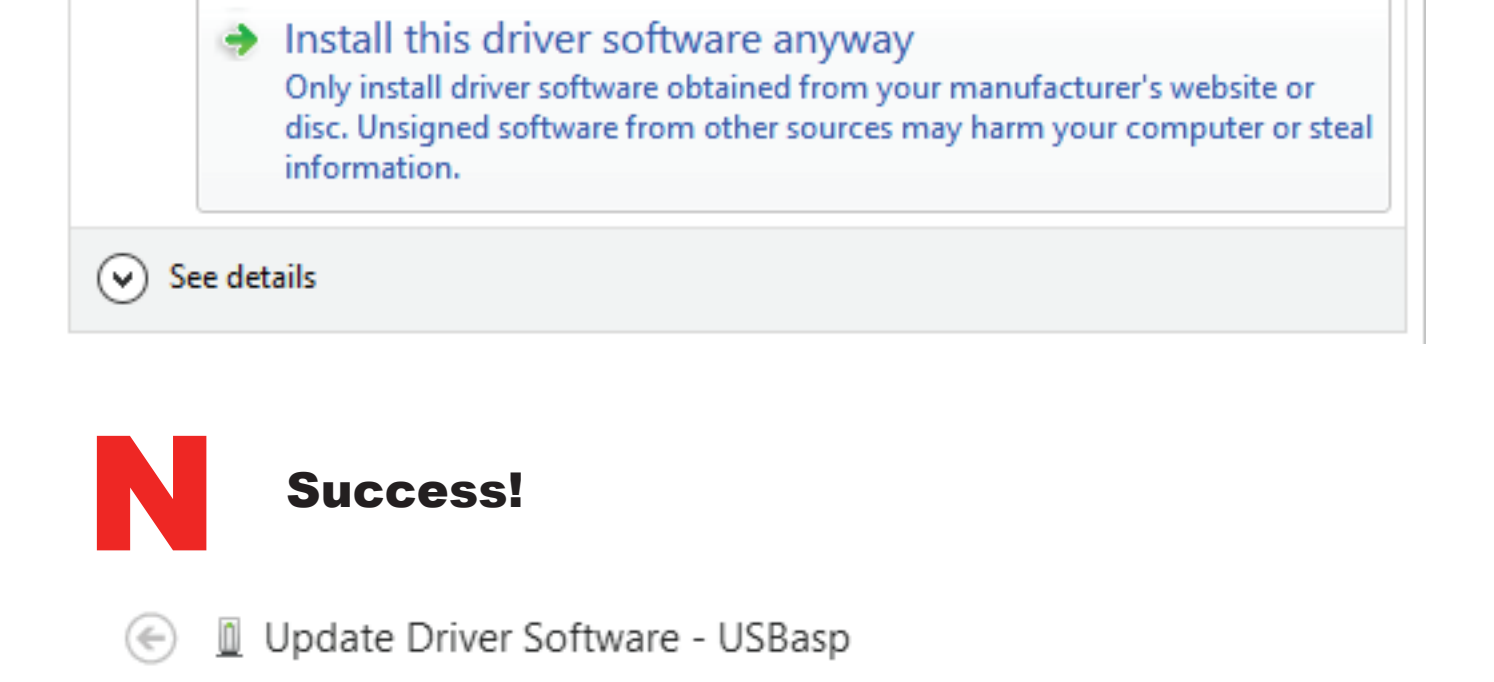 Install this driver software anyway
Only install driver software obtained from your manufacturer's website or
disc. Unsigned software from other sources may harm your computer or steal
information.
See details
N Success!
Update Driver Software - USBasp